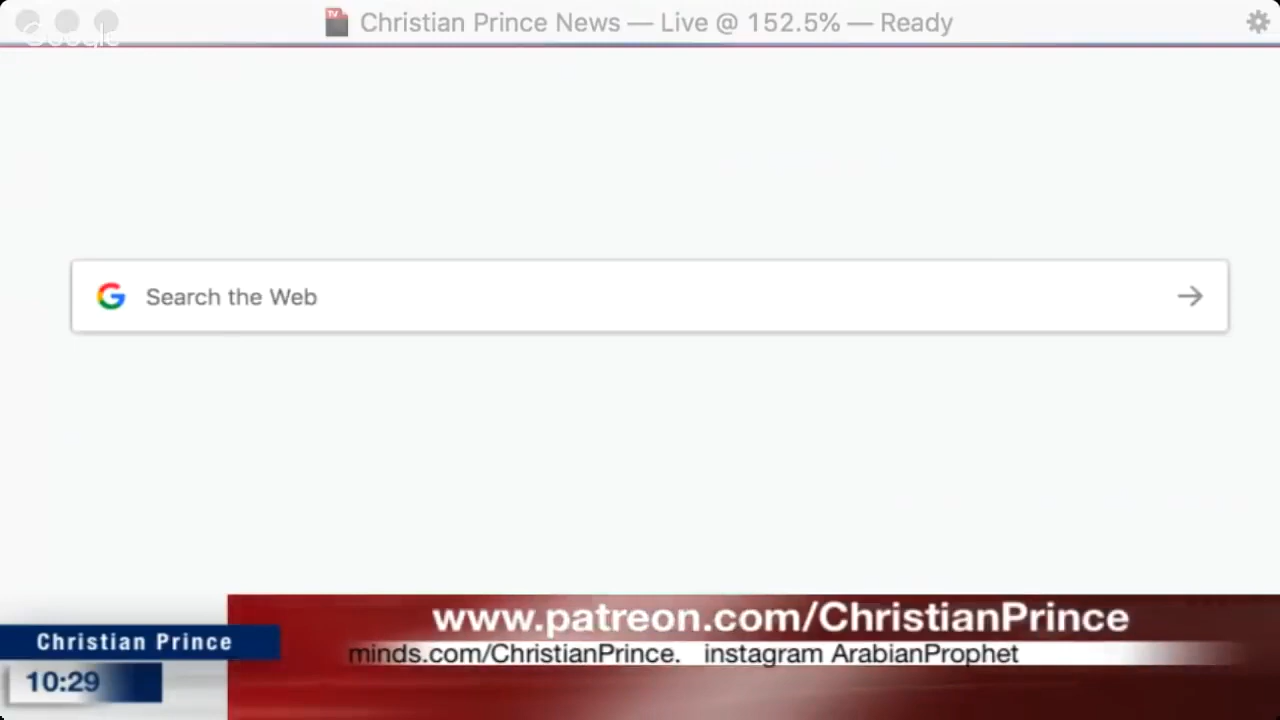 Christian Prince News — Live @ 152.5% — Ready
Google
G Search the Web
www.patreon.com/ChristianPrince
Christian Prince
minds.com/ChristianPrince. instagram ArabianProphet
10:29